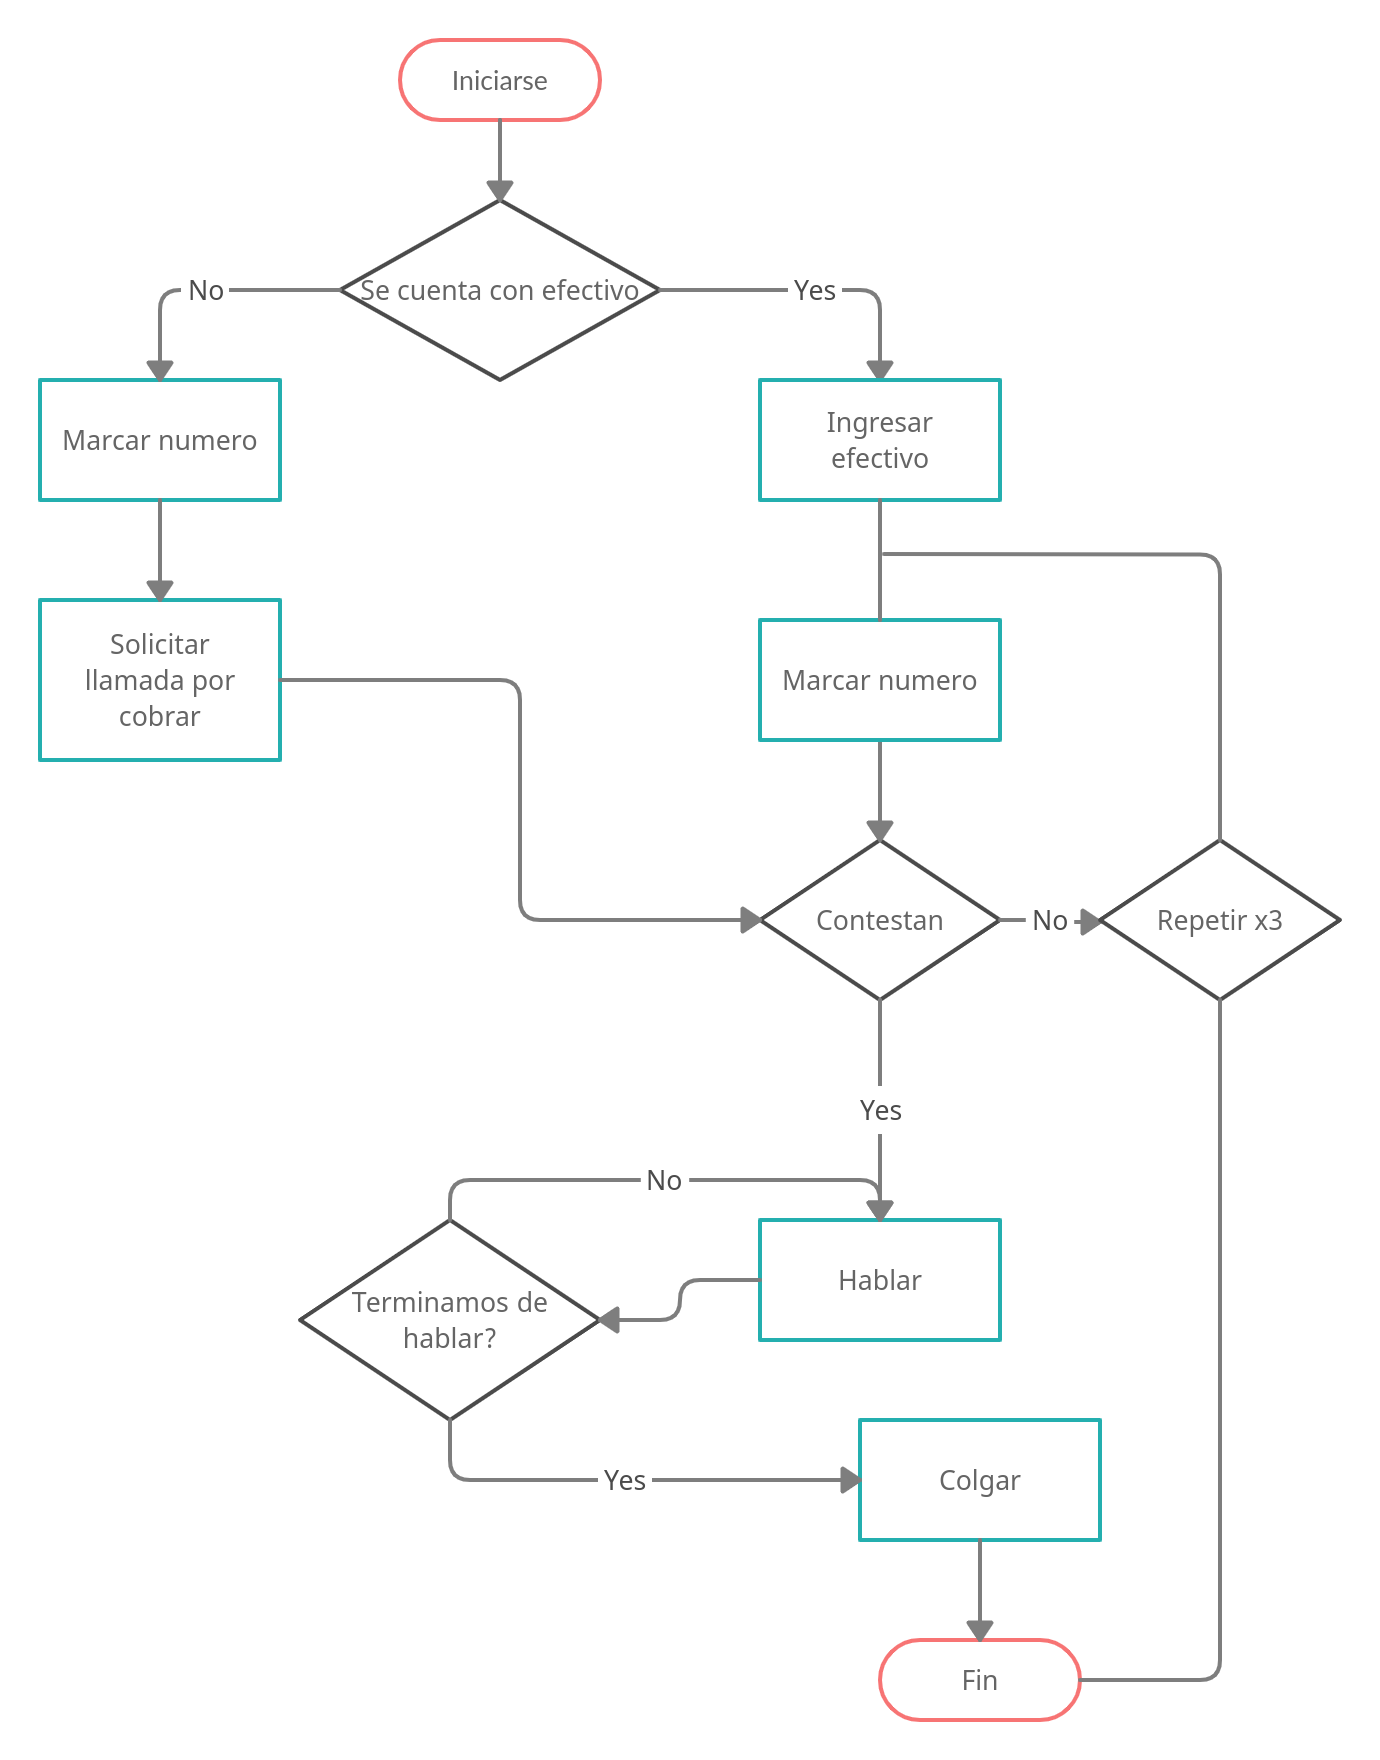 Iniciarse
Se cuenta con efectivo
No
Yes
Marcar numero
Ingresar
efectivo
Solicitar
llamada por
cobrar
Marcar numero
Contestan
No
Repetir x3
Yes
No
Hablar
Terminamos de
hablar?
Yes
Colgar
Fin